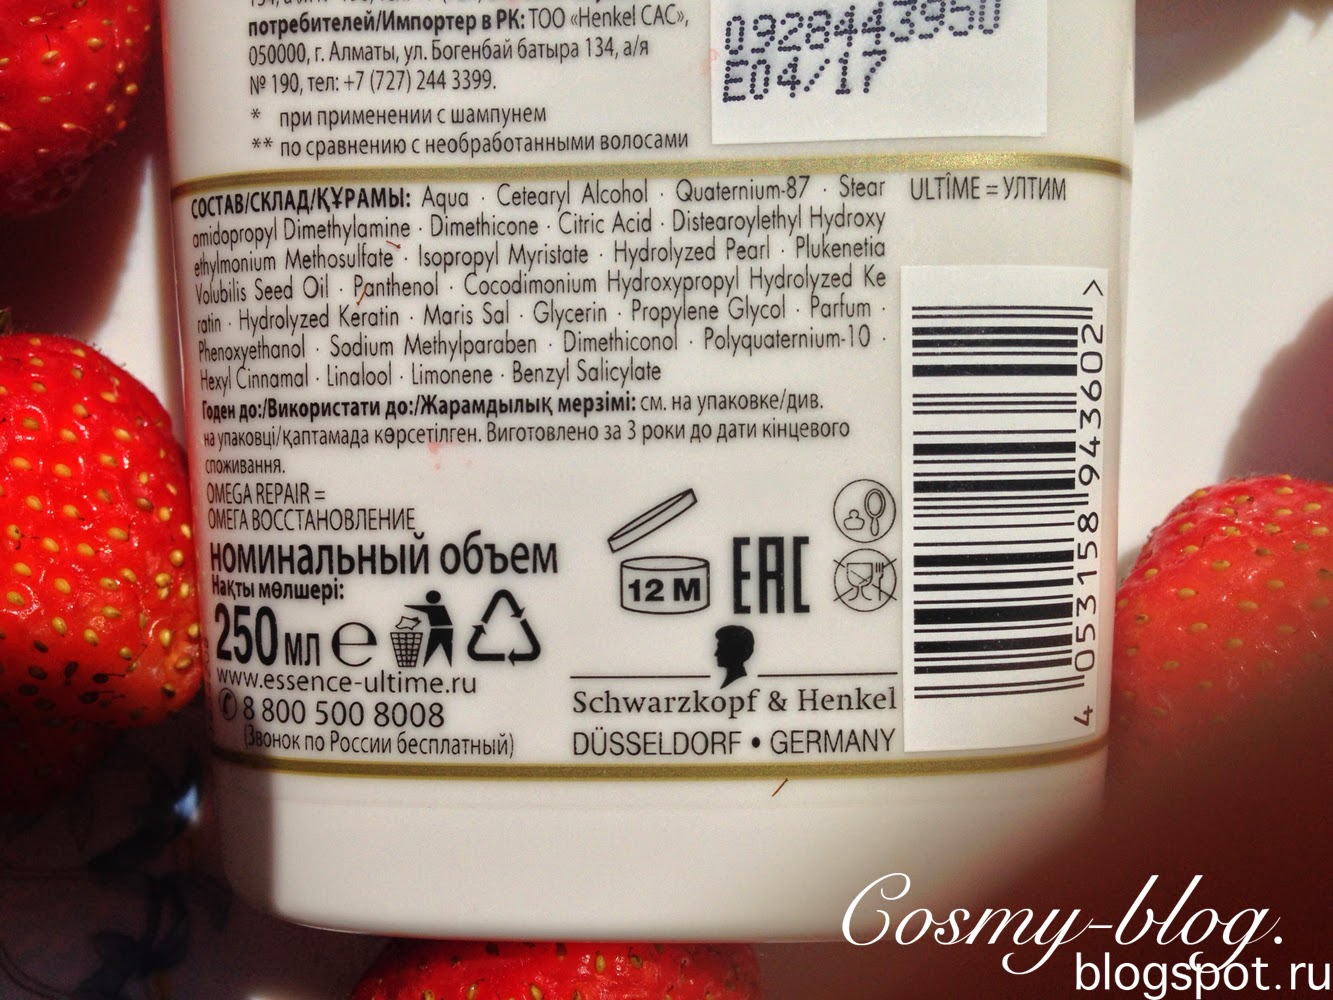 потребителей/Импортер в РК: ТОО «Henkel САС»,
050000, г. Алматы, ул. Богенбай батыра 134, а/я
№ 190, тел: +7 (727) 244 3399.
* при применении с шампунем
** по сравнению с необработанными волосами
0928443950
E04/17
СОСТАВ/СКЛАД/ҚҰРАМЫ: Aqua · Cetearyl Alcohol · Quaternium-87 · Stear
amidopropyl Dimethylamine · Dimethicone · Citric Acid · Distearoylethyl Hydroxy
ethylmonium Methosulfate · Isopropyl Myristate · Hydrolyzed Pearl · Plukenetia
Volubilis Seed Oil · Panthenol · Cocodimonium Hydroxypropyl Hydrolyzed Ke
ratin · Hydrolyzed Keratin · Maris Sal · Glycerin · Propylene Glycol · Parfum ·
Phenoxyethanol · Sodium Methylparaben · Dimethiconol · Polyquaternium-10 ·
Hexyl Cinnamal · Linalool · Limonene · Benzyl Salicylate
ULTÎME = УЛТИМ
Годен до:/Використати до:/Жарамдылық мерзімі: см. на упаковке/див.
на упаковці/қаптамада көрсетілген. Виготовлено за 3 роки до дати кінцевого
споживання.
OMEGA REPAIR =
ОМЕГА ВОССТАНОВЛЕНИЕ
номинальный объем
Нақты мөлшері:
250 мл ℮
www.essence-ultime.ru
8 800 500 8008
(Звонок по России бесплатный)
12 M
EAC
Schwarzkopf & Henkel
DÜSSELDORF • GERMANY
4 053158 943602 >
Cosmy-blog.
blogspot.ru